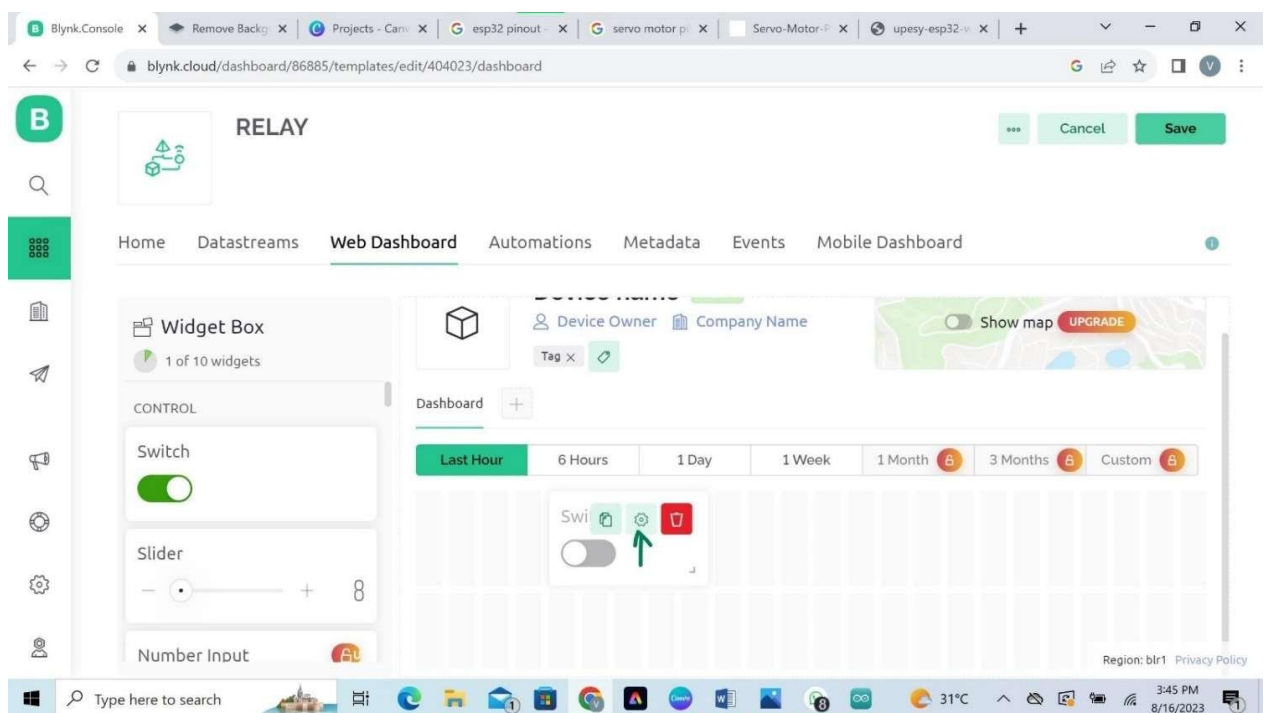 Blynk.Console
Remove Backg
Projects - Canv
esp32 pinout -
servo motor pi
Servo-Motor-P
upesy-esp32-w
blynk.cloud/dashboard/86885/templates/edit/404023/dashboard
V
B
RELAY
Cancel
Save
Home
Datastreams
Web Dashboard
Automations
Metadata
Events
Mobile Dashboard
Widget Box
1 of 10 widgets
CONTROL
Switch
Slider
8
Number Input
Device Owner
Company Name
Tag
Show map
UPGRADE
Dashboard
Last Hour
6 Hours
1 Day
1 Week
1 Month
3 Months
Custom
Swi
Region: blr1 Privacy Policy
Type here to search
31°C
3:45 PM
8/16/2023